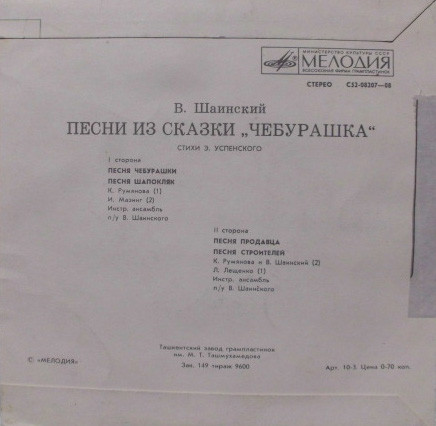 МИНИСТЕРСТВО КУЛЬТУРЫ СССР
МЕЛОДИЯ
ВСЕСОЮЗНАЯ ФИРМА ГРАМПЛАСТИНОК
СТЕРЕО С52-08207—08
В. Шаинский
ПЕСНИ ИЗ СКАЗКИ „ЧЕБУРАШКА“
СТИХИ Э. УСПЕНСКОГО
I сторона
ПЕСНЯ ЧЕБУРАШКИ
ПЕСНЯ ШАПОКЛЯК
К. Румянова (1)
И. Мазинг (2)
Инстр. ансамбль
п/у В. Шаинского
II сторона
ПЕСНЯ ПРОДАВЦА
ПЕСНЯ СТРОИТЕЛЕЙ
К. Румянова и В. Шаинский (2)
Л. Лещенко (1)
Инстр. ансамбль
п/у В. Шаинского
Ташкентский завод грампластинок
им. М. Т. Ташмухамедова
Зак. 149 тираж 9600
© «МЕЛОДИЯ»
Арт. 10-3. Цена 0-70 коп.